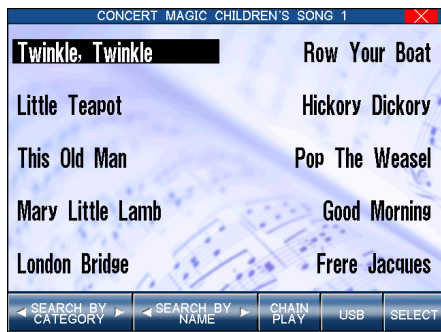 CONCERT MAGIC CHILDREN'S SONG 1
Twinkle, Twinkle
Row Your Boat
Little Teapot
Hickory Dickory
This Old Man
Pop The Weasel
Mary Little Lamb
Good Morning
London Bridge
Frere Jacques
◄ SEARCH BY CATEGORY ►
◄ SEARCH BY NAME ►
CHAIN PLAY
USB
SELECT